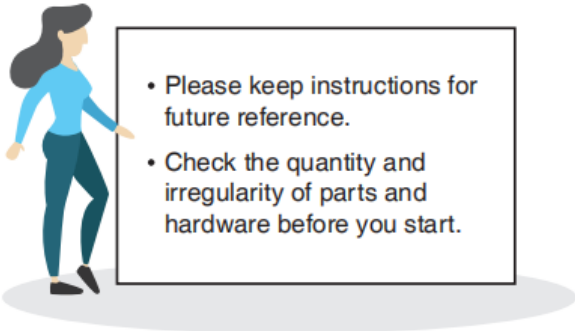 • Please keep instructions for
future reference.
• Check the quantity and
irregularity of parts and
hardware before you start.